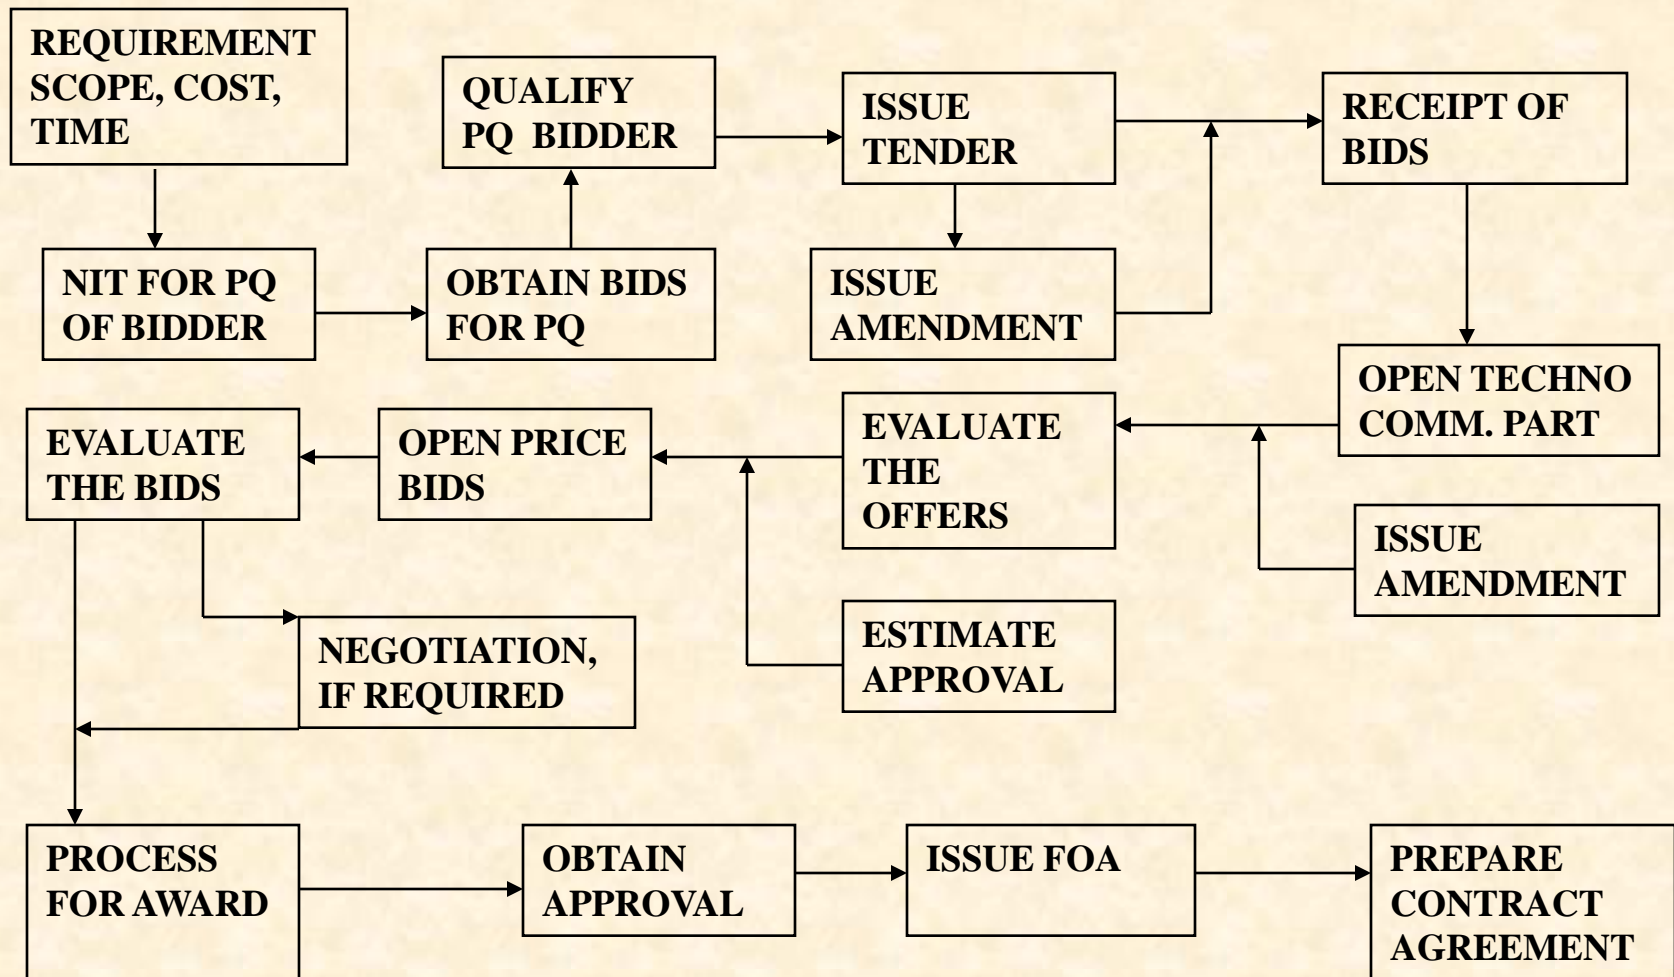 REQUIREMENT
SCOPE, COST,
TIME
NIT FOR PQ
OF BIDDER
OBTAIN BIDS
FOR PQ
QUALIFY
PQ BIDDER
ISSUE
TENDER
ISSUE
AMENDMENT
RECEIPT OF
BIDS
OPEN TECHNO
COMM. PART
ISSUE
AMENDMENT
EVALUATE
THE
OFFERS
ESTIMATE
APPROVAL
OPEN PRICE
BIDS
EVALUATE
THE BIDS
NEGOTIATION,
IF REQUIRED
PROCESS
FOR AWARD
OBTAIN
APPROVAL
ISSUE FOA
PREPARE
CONTRACT
AGREEMENT